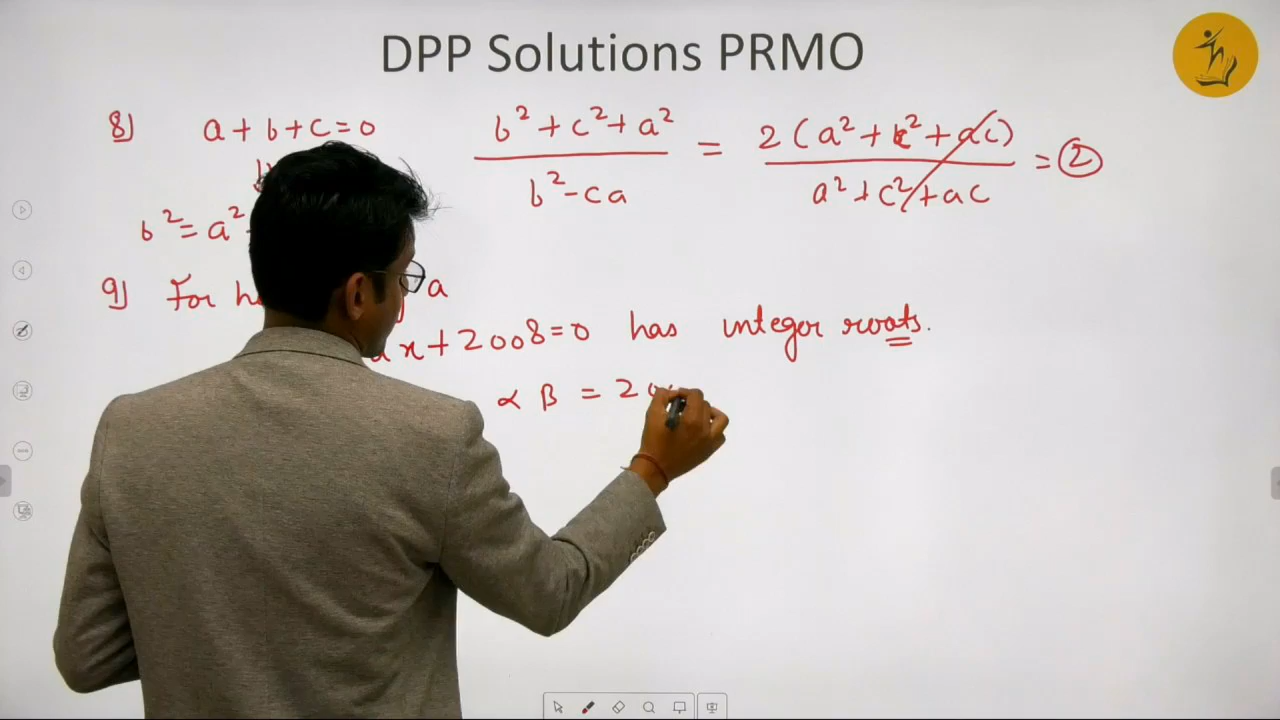 DPP Solutions PRMO
8) a + b + c = 0
b² + c² + a² / b² - ca = 2 (a² + c² + ac) / a² + c² + ac = 2
b² = a²
9) For a
x + 2008 = 0 has integer roots.
α β = 20